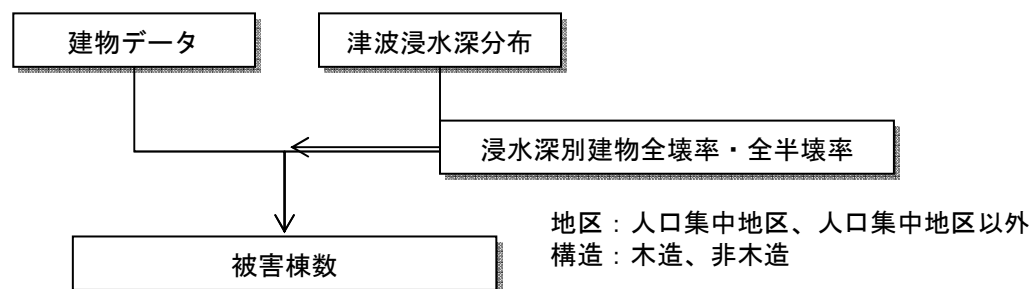 建物データ
津波浸水深分布
浸水深別建物全壊率・全半壊率
地区：人口集中地区、人口集中地区以外
構造：木造、非木造
被害棟数